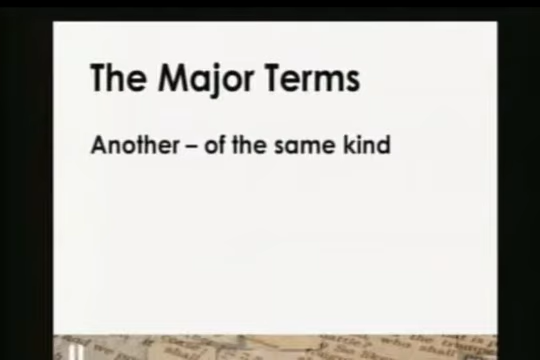 The Major Terms
Another – of the same kind